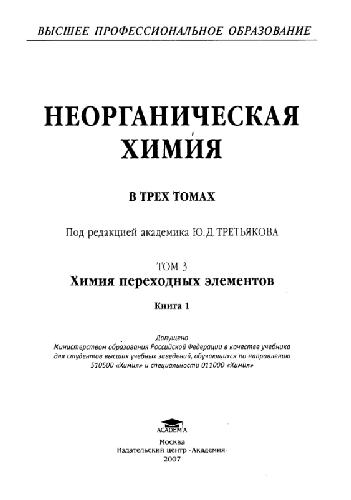 ВЫСШЕЕ ПРОФЕССИОНАЛЬНОЕ ОБРАЗОВАНИЕ
НЕОРГАНИЧЕСКАЯ
ХИМИЯ
В ТРЕХ ТОМАХ
Под редакцией академика Ю.Д.ТРЕТЬЯКОВА
ТОМ 3
Химия переходных элементов
Книга 1
Допущено
Министерством образования Российской Федерации в качестве учебника
для студентов высших учебных заведений, обучающихся по направлению
510500 «Химия» и специальности 011000 «Химия»
ACADEMA
Москва
Издательский центр «Академия»
2007